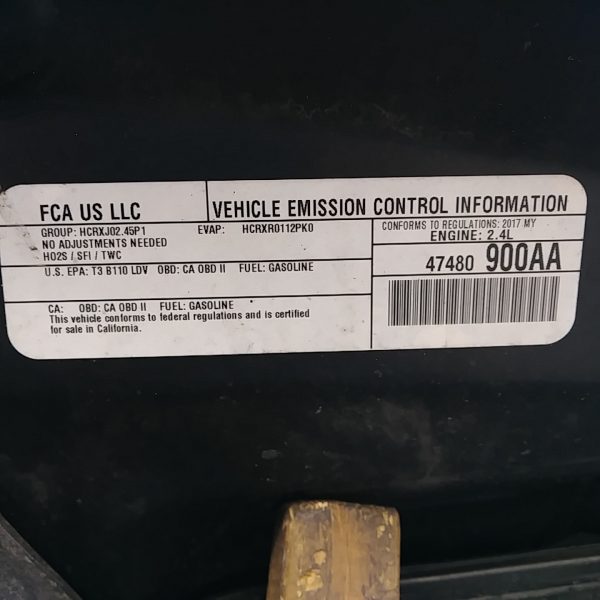 FCA US LLC
VEHICLE EMISSION CONTROL INFORMATION
GROUP: HCRXJ02.45P1 EVAP: HCRXR0112PK0
NO ADJUSTMENTS NEEDED
HO2S / SFI / TWC
U.S. EPA: T3 B110 LDV OBD: CA OBD II FUEL: GASOLINE
CA: OBD: CA OBD II FUEL: GASOLINE
This vehicle conforms to federal regulations and is certified
for sale in California.
CONFORMS TO REGULATIONS: 2017 MY
ENGINE: 2.4L
47480 900AA